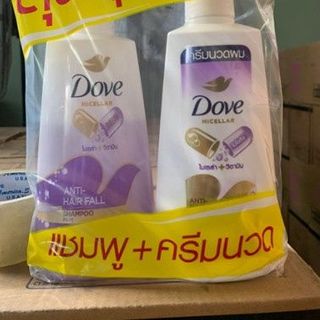 ครีมนวดผม
Dove
MICELLAR
ไมเซล่า + วิตามิน
ANTI-
HAIR FALL
SHAMPOO
Dove
MICELLAR
ไมเซล่า + วิตามิน
ANTI-
แชมพู + ครีมนวด